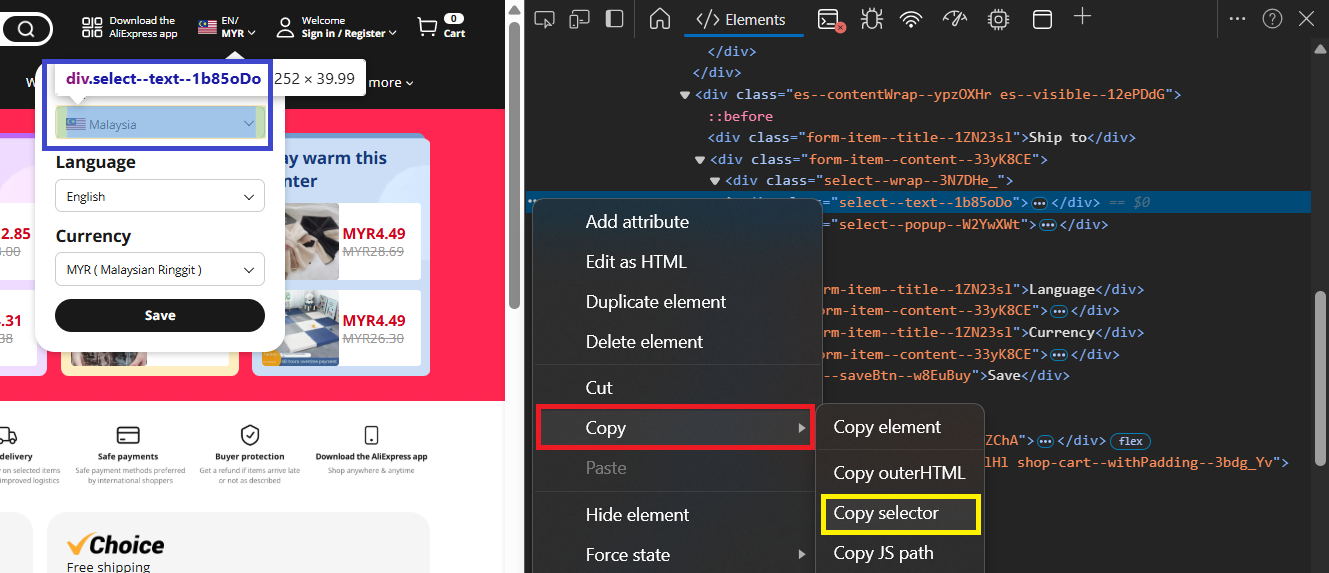 Download the
AliExpress app
EN/
MYR
Welcome
Sign in / Register
0
Cart
more
div.select--text--1b85oDo
252 × 39.99
Malaysia
Language
English
Currency
MYR ( Malaysian Ringgit )
Save
ay warm this
nter
2.85
3.00
MYR4.49
MYR28.69
4.31
38
MYR4.49
MYR26.30
delivery
y on selected items
improved logistics
Safe payments
Safe payment methods preferred
by international shoppers
Buyer protection
Get a refund if items arrive late
or not as described
Download the AliExpress app
Shop anywhere & anytime
Choice
Free shipping
Elements
</div>
</div>
<div class="es--contentWrap--ypzOXHr es--visible--12ePDdG">
::before
<div class="form-item--title--1ZN23sl">Ship to</div>
<div class="form-item--content--33yK8CE">
<div class="select--wrap--3N7DHe_">
"select--text--1b85oDo"> ••• </div> == $0
"select--popup--W2YwXWt"> ••• </div>
form-item--title--1ZN23sl">Language</div>
form-item--content--33yK8CE"> ••• </div>
form-item--title--1ZN23sl">Currency</div>
form-item--content--33yK8CE"> ••• </div>
--saveBtn--w8EuBuy">Save</div>
ZChA"> ••• </div> flex
lHl shop-cart--withPadding--3bdg_Yv">
Add attribute
Edit as HTML
Duplicate element
Delete element
Cut
Copy
Paste
Hide element
Force state
Copy element
Copy outerHTML
Copy selector
Copy JS path